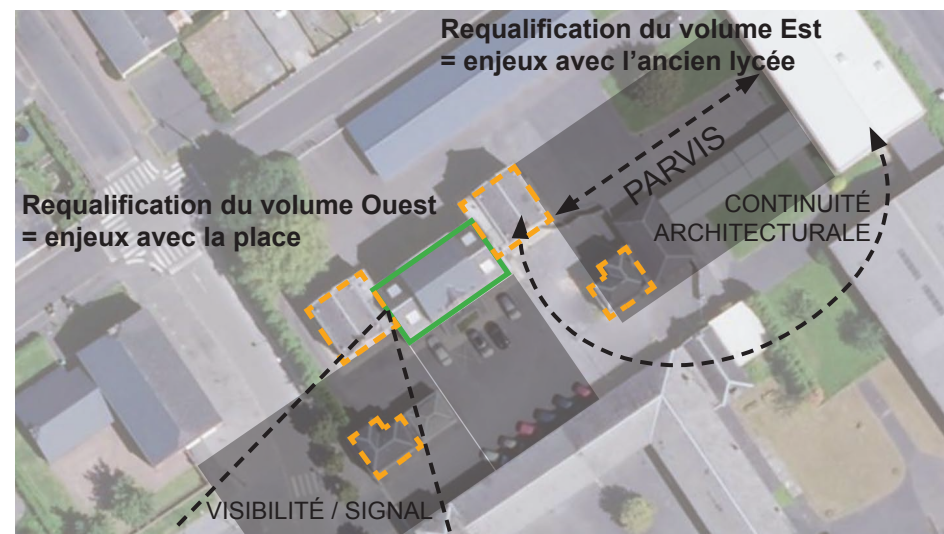 Requalification du volume Est
= enjeux avec l'ancien lycée
PARVIS
Requalification du volume Ouest
= enjeux avec la place
CONTINUITÉ
ARCHITECTURALE
VISIBILITÉ / SIGNAL